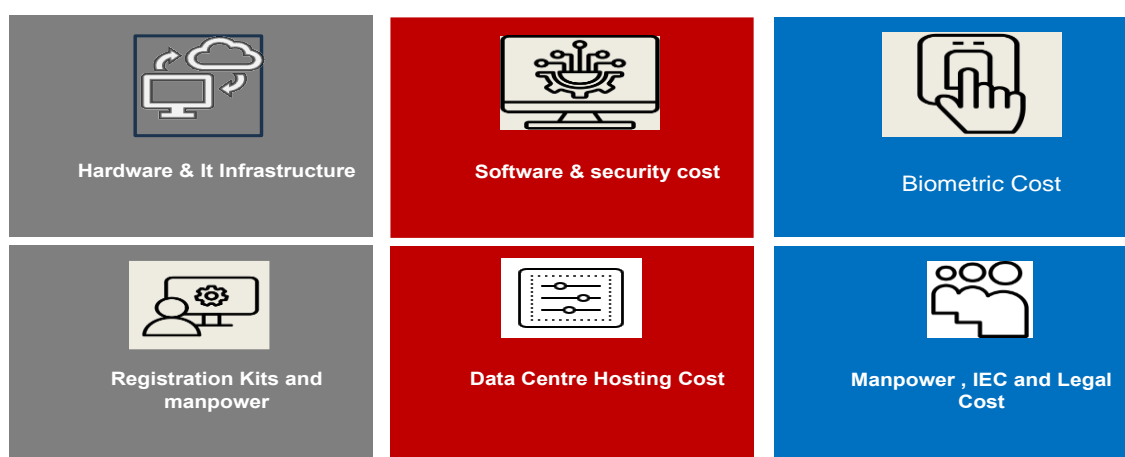 Hardware & It Infrastructure
Software & security cost
Biometric Cost
Registration Kits and
manpower
Data Centre Hosting Cost
Manpower , IEC and Legal
Cost